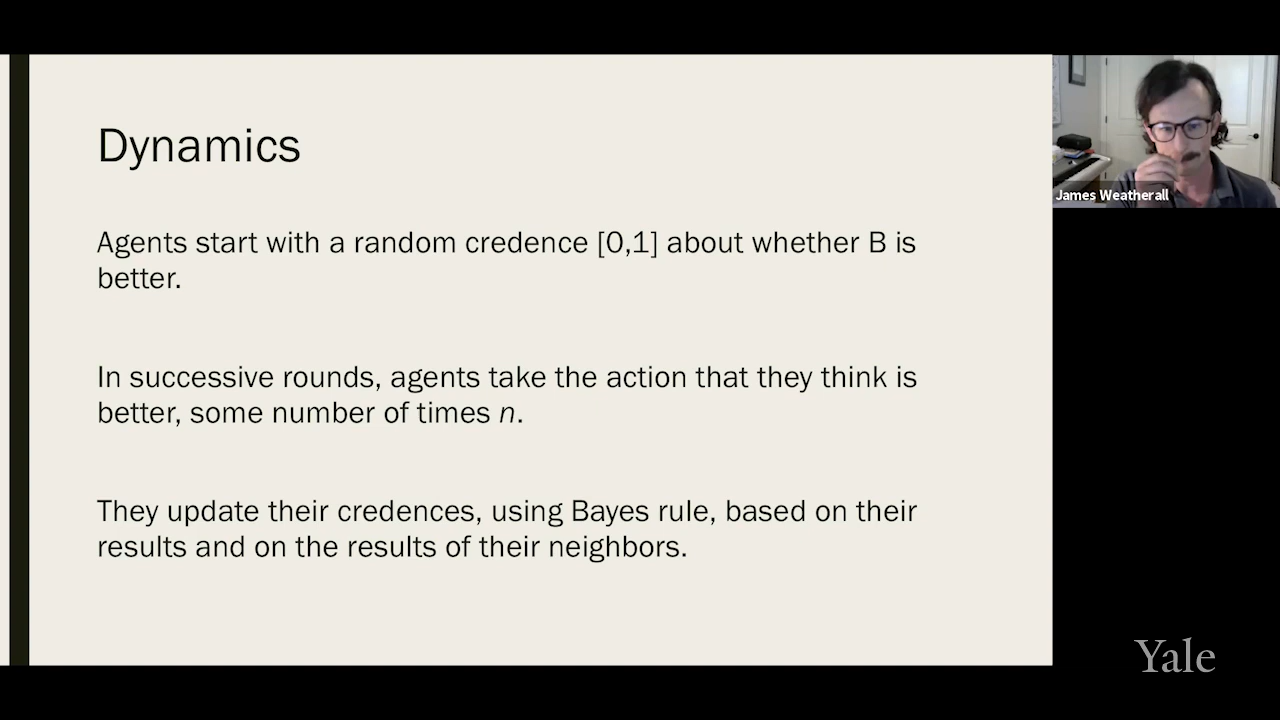 Dynamics
Agents start with a random credence [0,1] about whether B is
better.
In successive rounds, agents take the action that they think is
better, some number of times n.
They update their credences, using Bayes rule, based on their
results and on the results of their neighbors.
James Weatherall
Yale